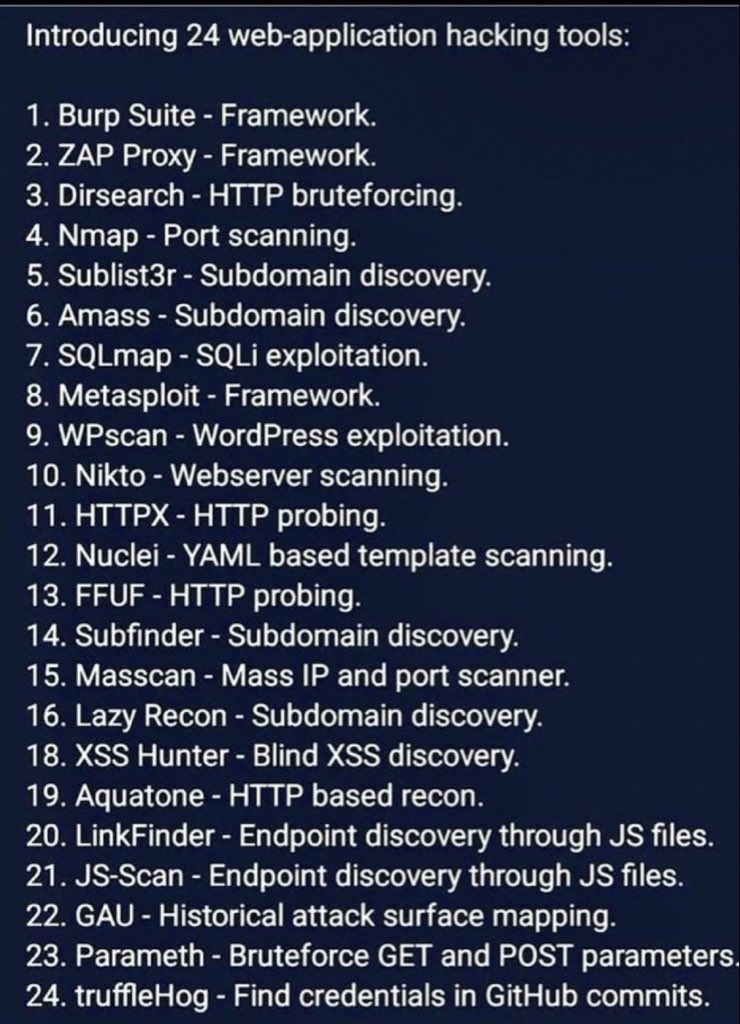 Introducing 24 web-application hacking tools:
1. Burp Suite - Framework.
2. ZAP Proxy - Framework.
3. Dirsearch - HTTP bruteforcing.
4. Nmap - Port scanning.
5. Sublist3r - Subdomain discovery.
6. Amass - Subdomain discovery.
7. SQLmap - SQLi exploitation.
8. Metasploit - Framework.
9. WPscan - WordPress exploitation.
10. Nikto - Webserver scanning.
11. HTTPX - HTTP probing.
12. Nuclei - YAML based template scanning.
13. FFUF - HTTP probing.
14. Subfinder - Subdomain discovery.
15. Masscan - Mass IP and port scanner.
16. Lazy Recon - Subdomain discovery.
18. XSS Hunter - Blind XSS discovery.
19. Aquatone - HTTP based recon.
20. LinkFinder - Endpoint discovery through JS files.
21. JS-Scan - Endpoint discovery through JS files.
22. GAU - Historical attack surface mapping.
23. Parameth - Bruteforce GET and POST parameters.
24. truffleHog - Find credentials in GitHub commits.